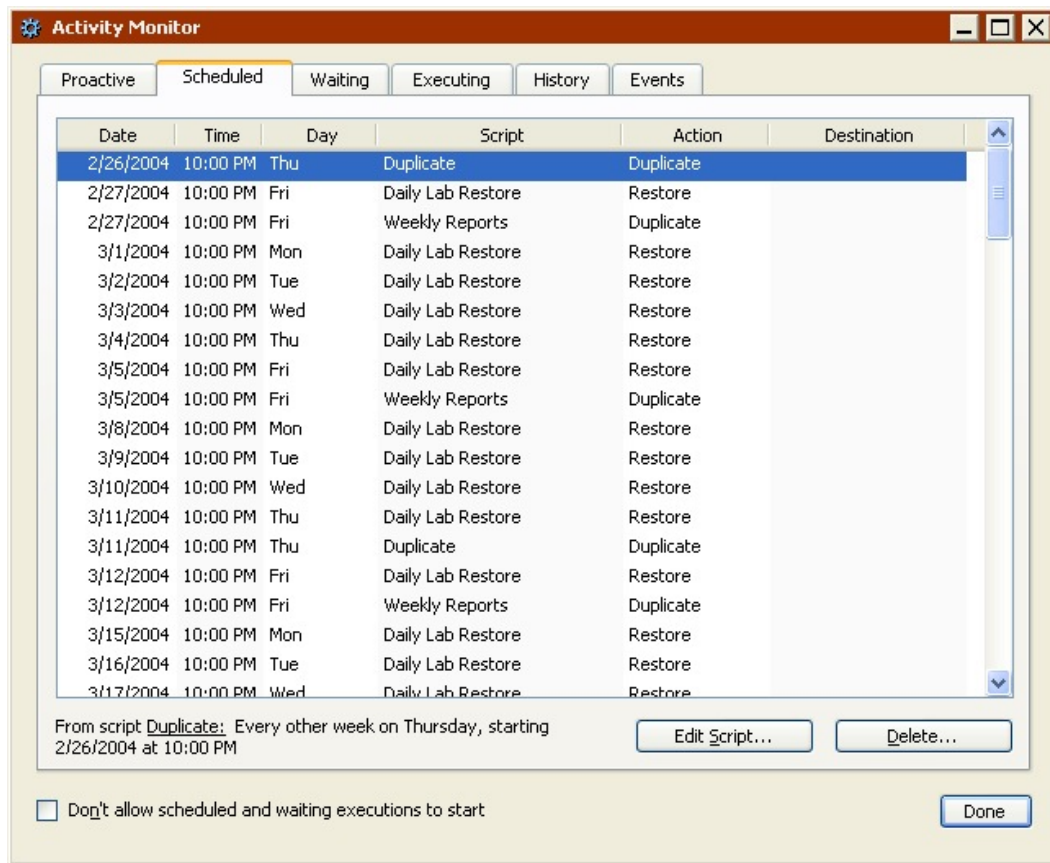 Activity Monitor
Proactive Scheduled Waiting Executing History Events
Date Time Day Script Action Destination
2/26/2004 10:00 PM Thu Duplicate Duplicate
2/27/2004 10:00 PM Fri Daily Lab Restore Restore
2/27/2004 10:00 PM Fri Weekly Reports Duplicate
3/1/2004 10:00 PM Mon Daily Lab Restore Restore
3/2/2004 10:00 PM Tue Daily Lab Restore Restore
3/3/2004 10:00 PM Wed Daily Lab Restore Restore
3/4/2004 10:00 PM Thu Daily Lab Restore Restore
3/5/2004 10:00 PM Fri Daily Lab Restore Restore
3/5/2004 10:00 PM Fri Weekly Reports Duplicate
3/8/2004 10:00 PM Mon Daily Lab Restore Restore
3/9/2004 10:00 PM Tue Daily Lab Restore Restore
3/10/2004 10:00 PM Wed Daily Lab Restore Restore
3/11/2004 10:00 PM Thu Daily Lab Restore Restore
3/11/2004 10:00 PM Thu Duplicate Duplicate
3/12/2004 10:00 PM Fri Daily Lab Restore Restore
3/12/2004 10:00 PM Fri Weekly Reports Duplicate
3/15/2004 10:00 PM Mon Daily Lab Restore Restore
3/16/2004 10:00 PM Tue Daily Lab Restore Restore
3/17/2004 10:00 PM Wed Daily Lab Restore Restore
From script Duplicate: Every other week on Thursday, starting
2/26/2004 at 10:00 PM
Edit Script... Delete...
Don't allow scheduled and waiting executions to start
Done